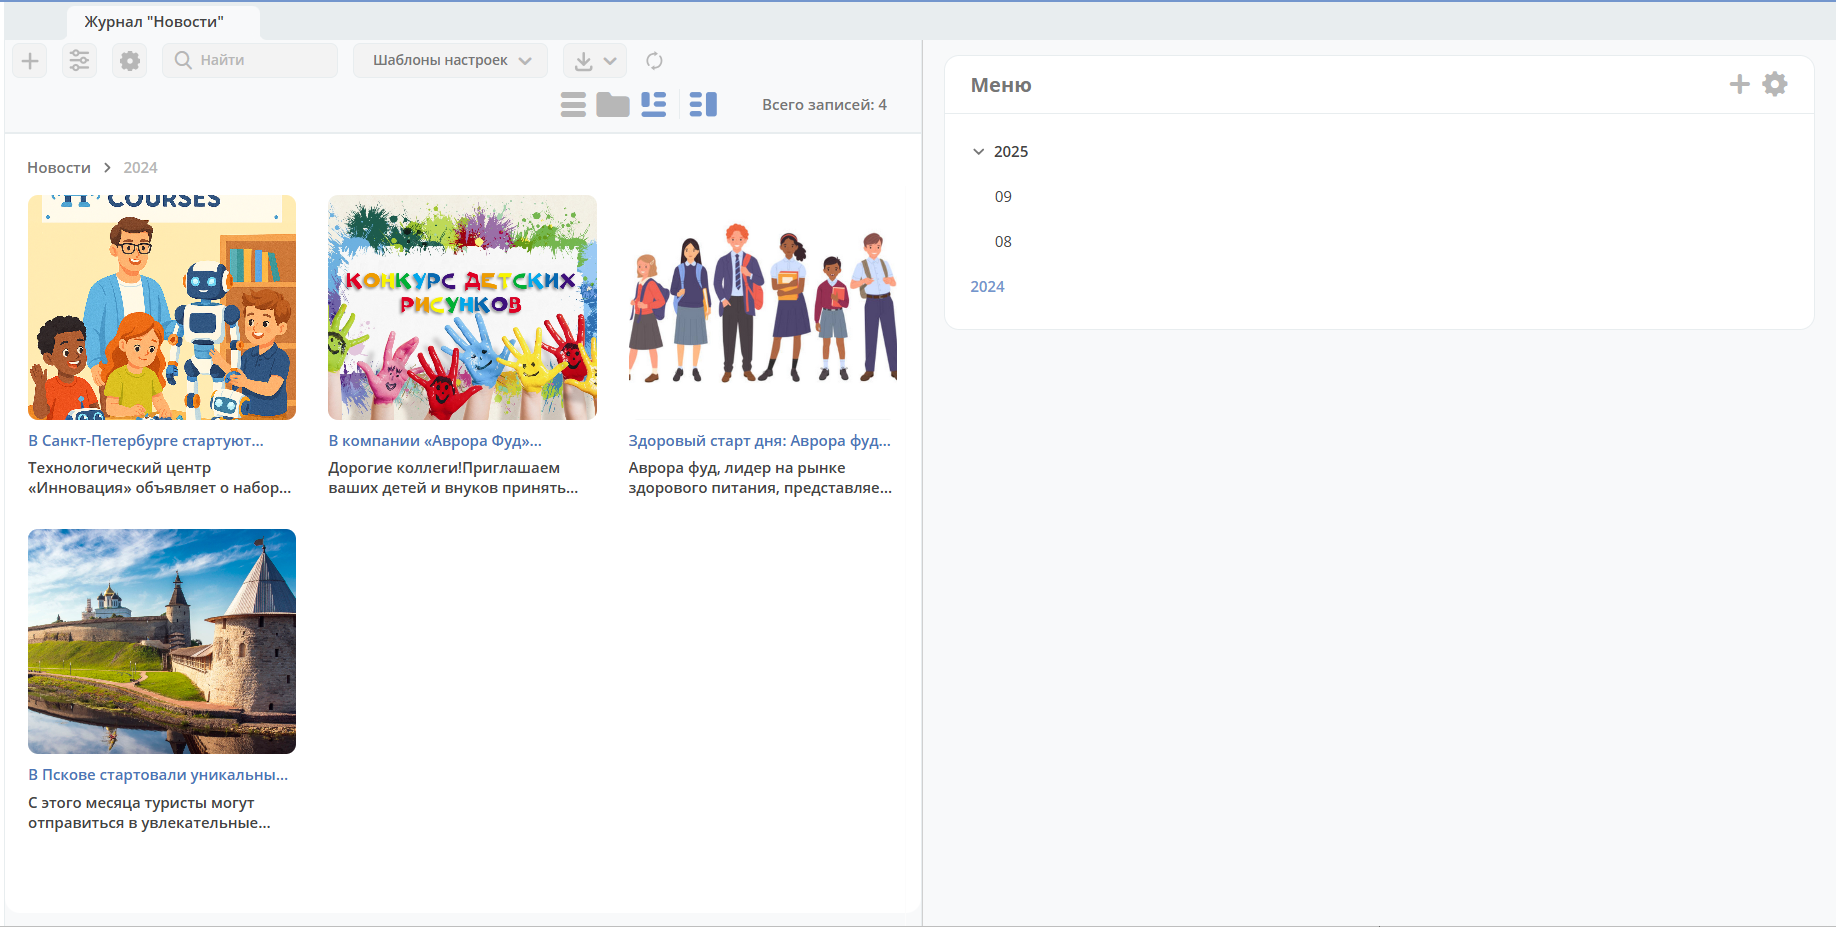 Журнал "Новости"
Найти
Шаблоны настроек
Всего записей: 4
Новости > 2024
COURSES
КОНКУРС ДЕТСКИХ
РИСУНКОВ
В Санкт-Петербурге стартуют...
Технологический центр
«Инновация» объявляет о набор...
В компании «Аврора Фуд»...
Дорогие коллеги!Приглашаем
ваших детей и внуков принять...
Здоровый старт дня: Аврора фуд...
Аврора фуд, лидер на рынке
здорового питания, представляе...
В Пскове стартовали уникальны...
С этого месяца туристы могут
отправиться в увлекательные...
Меню
2025
09
08
2024